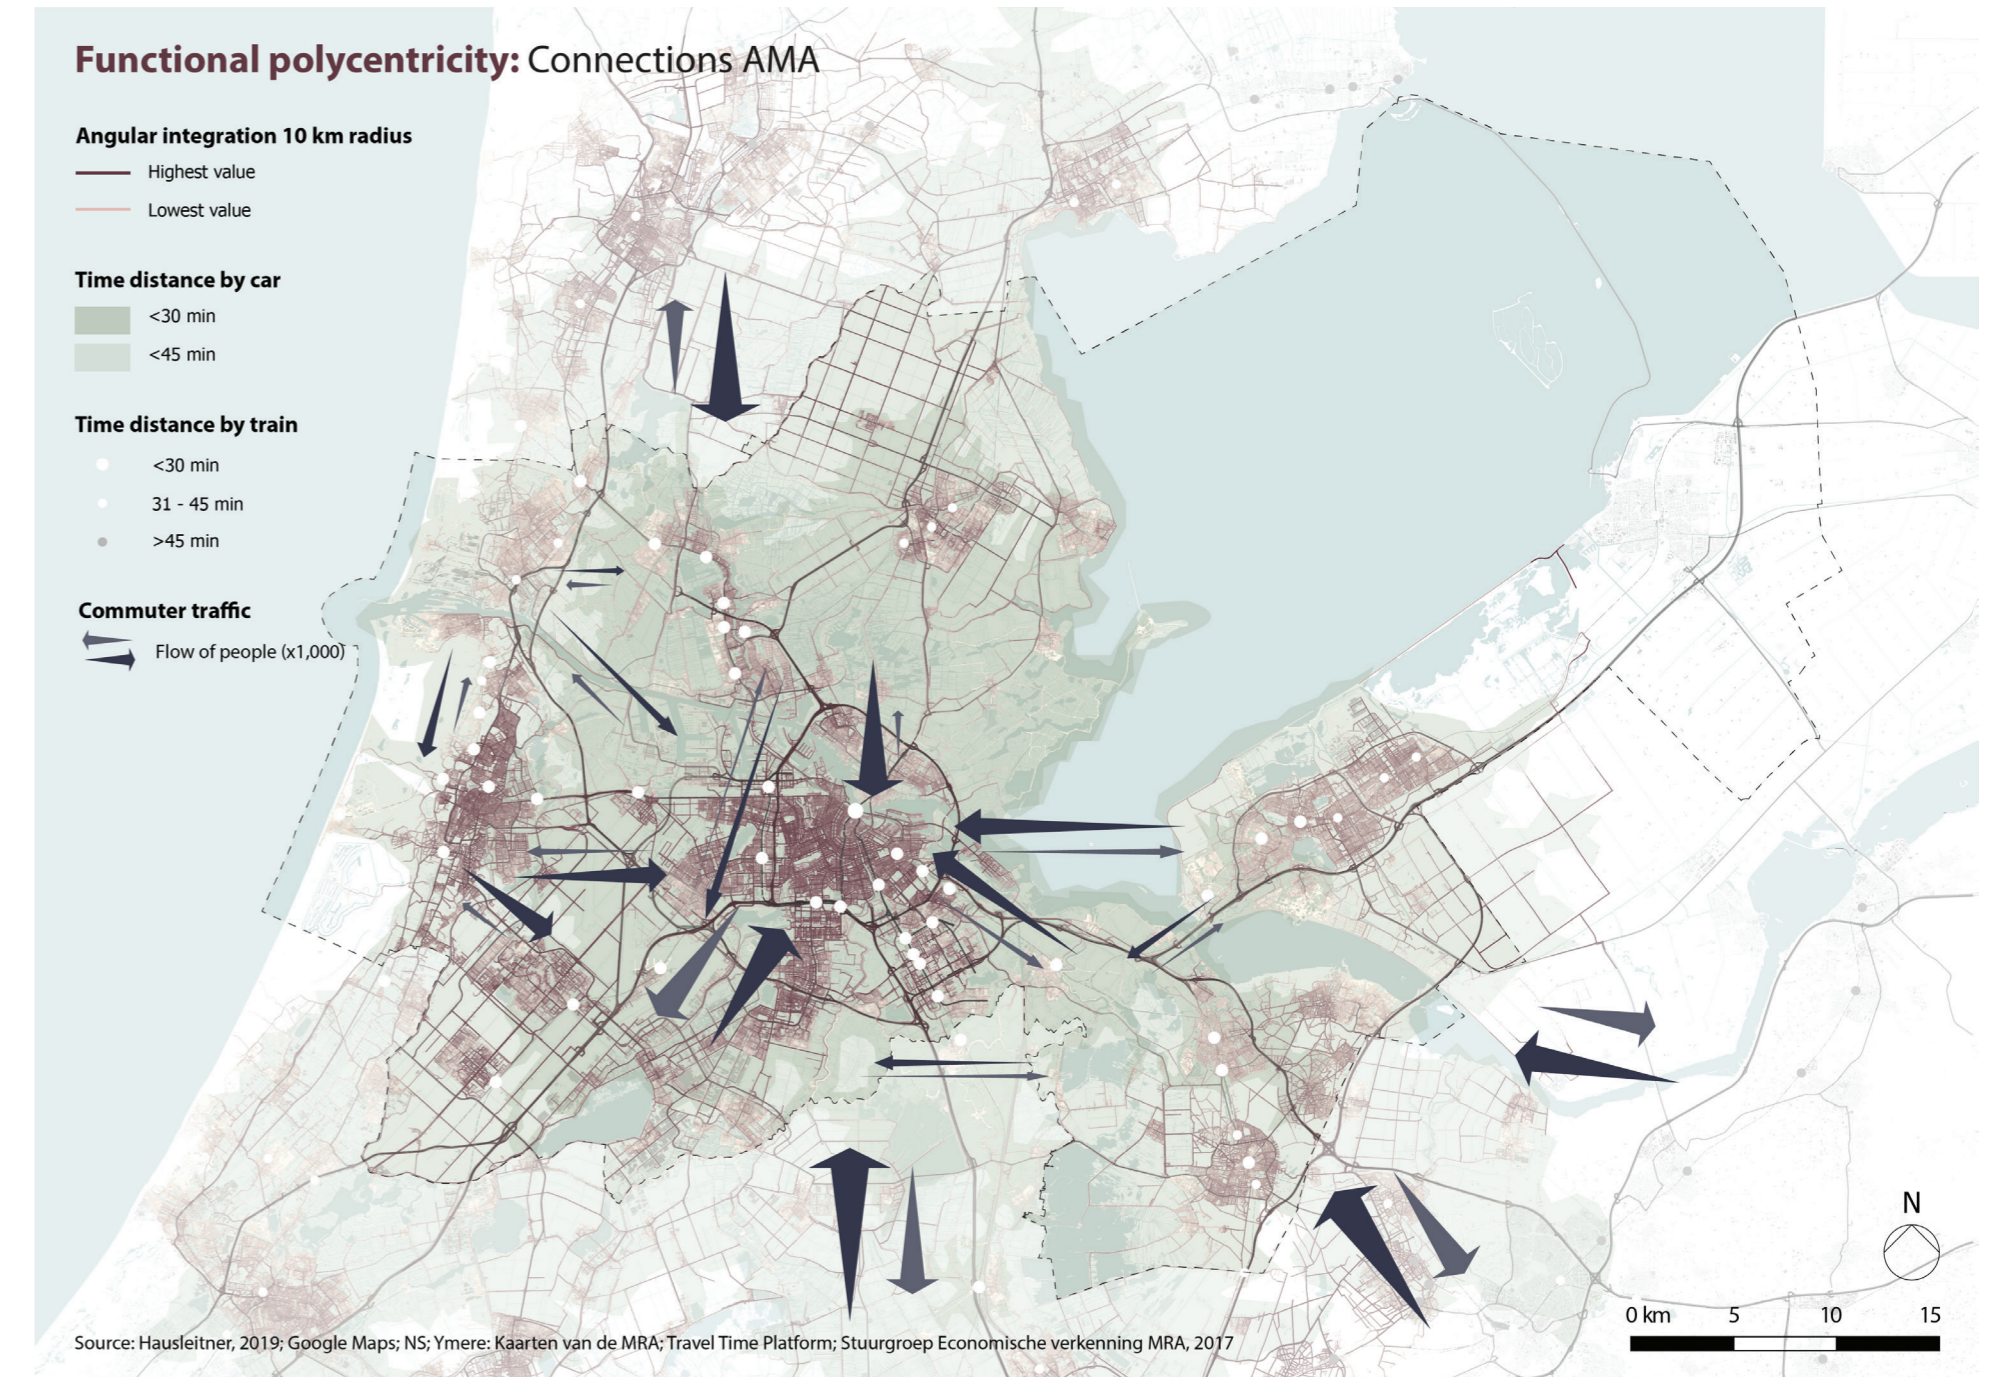 Functional polycentricity: Connections AMA
Angular integration 10 km radius
Highest value
Lowest value
Time distance by car
<30 min
<45 min
Time distance by train
<30 min
31 - 45 min
>45 min
Commuter traffic
Flow of people (x1,000)
N
0 km 5 10 15
Source: Hausleitner, 2019; Google Maps; NS; Ymere: Kaarten van de MRA; Travel Time Platform; Stuurgroep Economische verkenning MRA, 2017